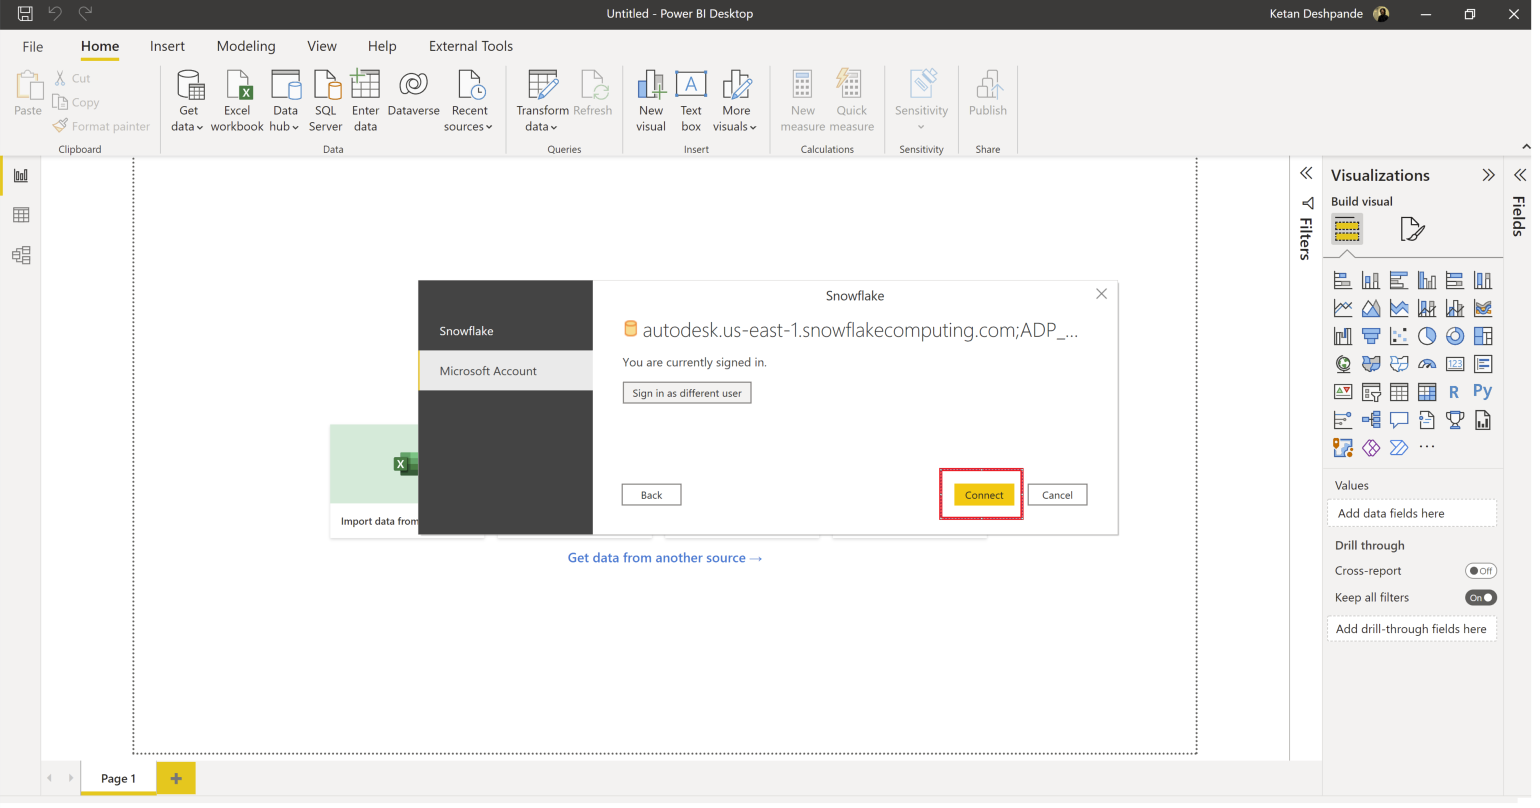 Untitled - Power BI Desktop
Ketan Deshpande
File Home Insert Modeling View Help External Tools
Paste
Cut
Copy
Format painter
Clipboard
Get data
Excel workbook
Data hub
SQL Server
Enter data
Dataverse
Recent sources
Data
Transform data
Refresh
Queries
New visual
Text box
More visuals
Insert
New measure
Quick measure
Calculations
Sensitivity
Sensitivity
Publish
Share
Snowflake
Microsoft Account
Snowflake
autodesk.us-east-1.snowflakecomputing.com;ADP_...
You are currently signed in.
Sign in as different user
Back
Connect
Cancel
Import data from
Get data from another source →
Filters
Visualizations
Build visual
123
R
Py
Values
Add data fields here
Drill through
Cross-report
Off
Keep all filters
On
Add drill-through fields here
Fields
Page 1